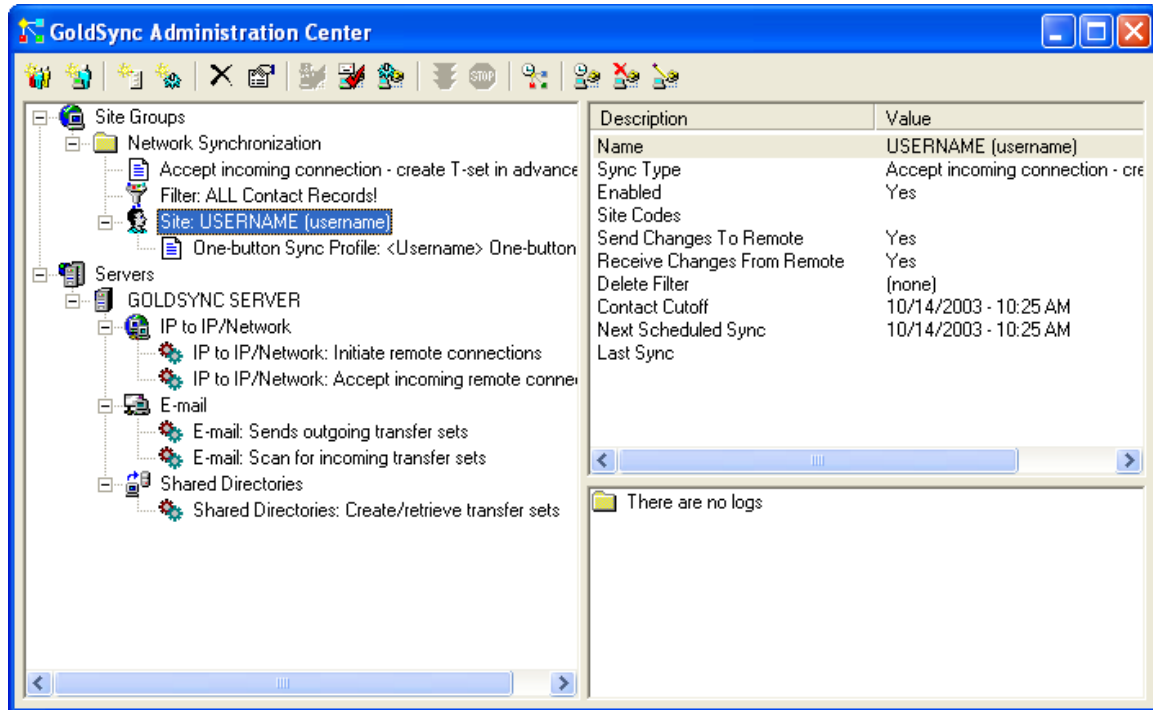 GoldSync Administration Center
STOP
Site Groups
Network Synchronization
Accept incoming connection - create T-set in advance
Filter: ALL Contact Records!
Site: USERNAME (username)
One-button Sync Profile: <Username> One-button
Servers
GOLDSYNC SERVER
IP to IP/Network
IP to IP/Network: Initiate remote connections
IP to IP/Network: Accept incoming remote conne
E-mail
E-mail: Sends outgoing transfer sets
E-mail: Scan for incoming transfer sets
Shared Directories
Shared Directories: Create/retrieve transfer sets
Description Value
Name USERNAME (username)
Sync Type Accept incoming connection - cre
Enabled Yes
Site Codes
Send Changes To Remote Yes
Receive Changes From Remote Yes
Delete Filter (none)
Contact Cutoff 10/14/2003 - 10:25 AM
Next Scheduled Sync 10/14/2003 - 10:25 AM
Last Sync
There are no logs